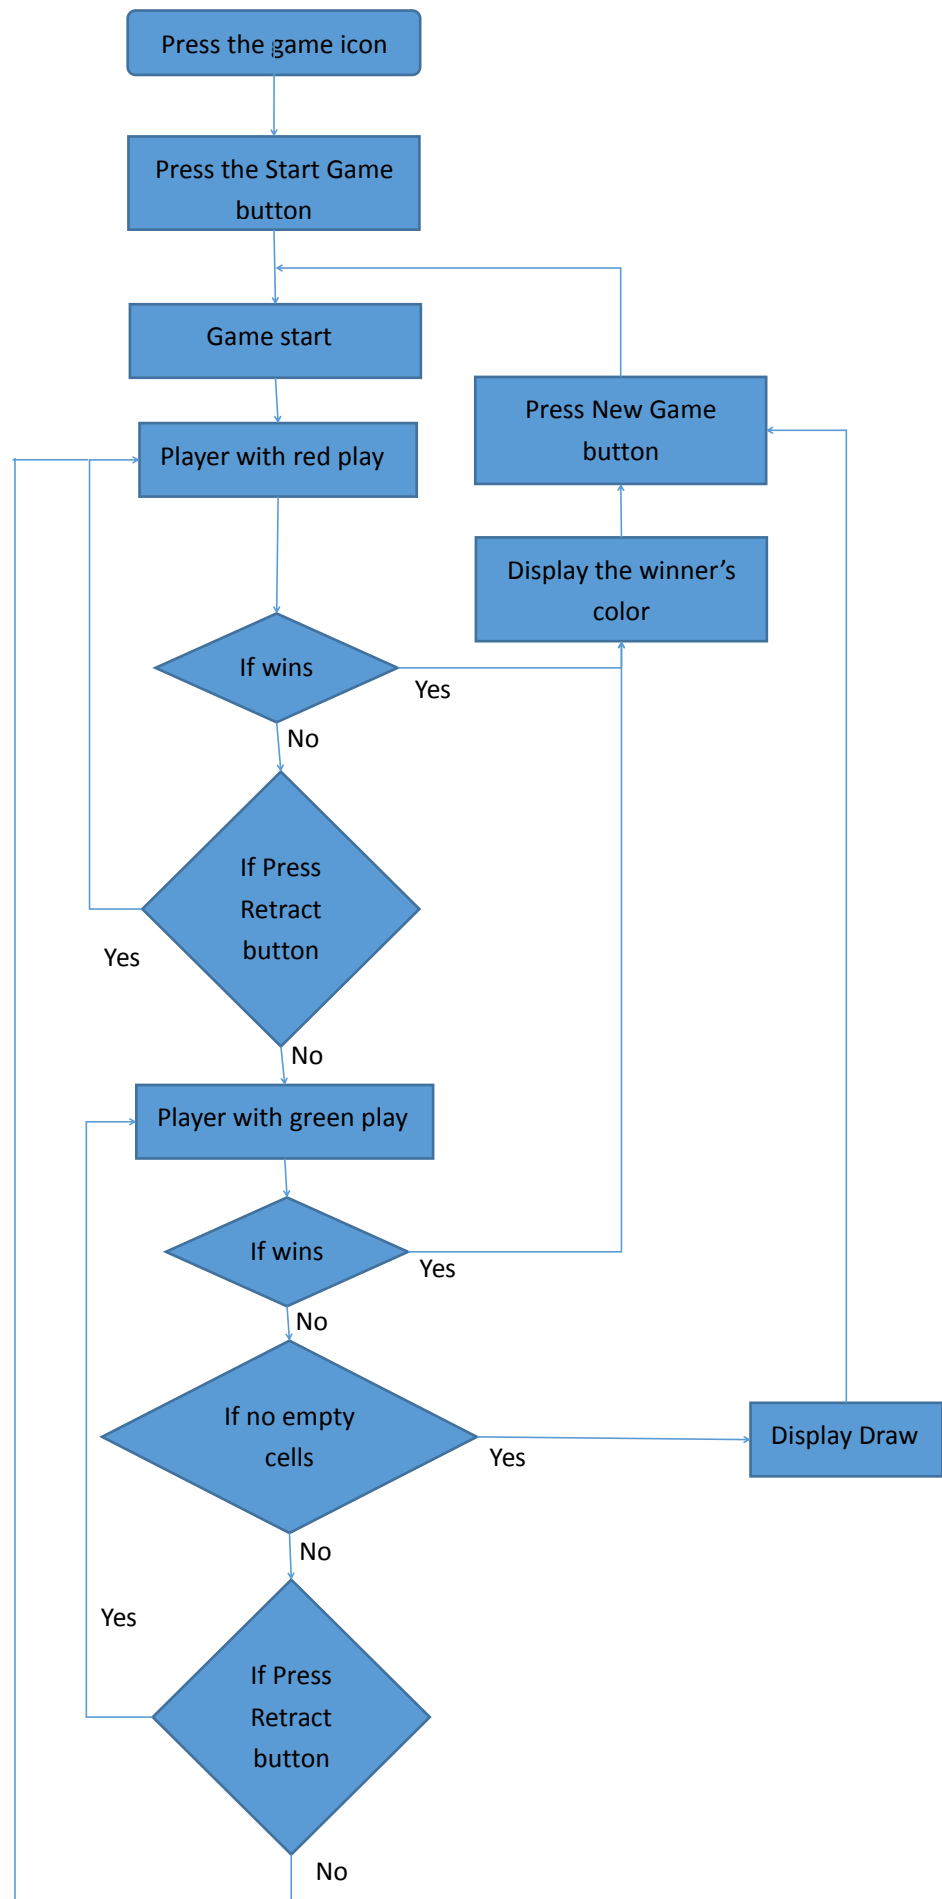 Press the game icon
Press the Start Game
button
Game start
Press New Game
button
Player with red play
Display the winner’s
color
If wins
Yes
No
If Press
Retract
button
Yes
No
Player with green play
If wins
Yes
No
If no empty
cells
Yes
Display Draw
No
Yes
If Press
Retract
button
No